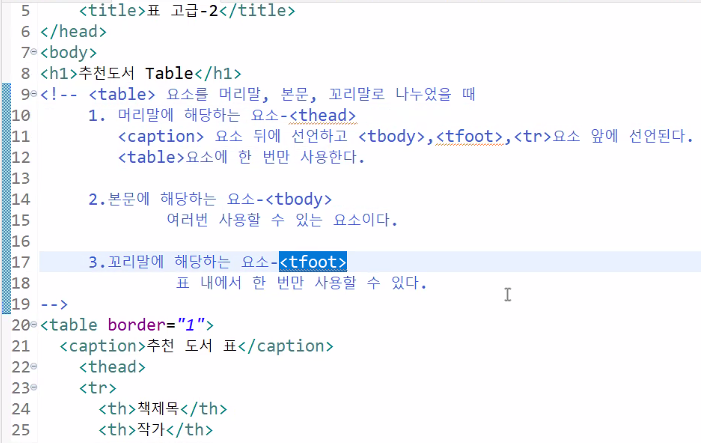 5 <title>표 고급-2</title>
6 </head>
7 <body>
8 <h1>추천도서 Table</h1>
9 <!-- <table> 요소를 머리말, 본문, 꼬리말로 나누었을 때
10 1. 머리말에 해당하는 요소-<thead>
11 <caption> 요소 뒤에 선언하고 <tbody>,<tfoot>,<tr>요소 앞에 선언된다.
12 <table>요소에 한 번만 사용한다.
13
14 2.본문에 해당하는 요소-<tbody>
15 여러번 사용할 수 있는 요소이다.
16
17 3.꼬리말에 해당하는 요소-<tfoot>
18 표 내에서 한 번만 사용할 수 있다.
19 -->
20 <table border="1">
21 <caption>추천 도서 표</caption>
22 <thead>
23 <tr>
24 <th>책제목</th>
25 <th>작가</th>